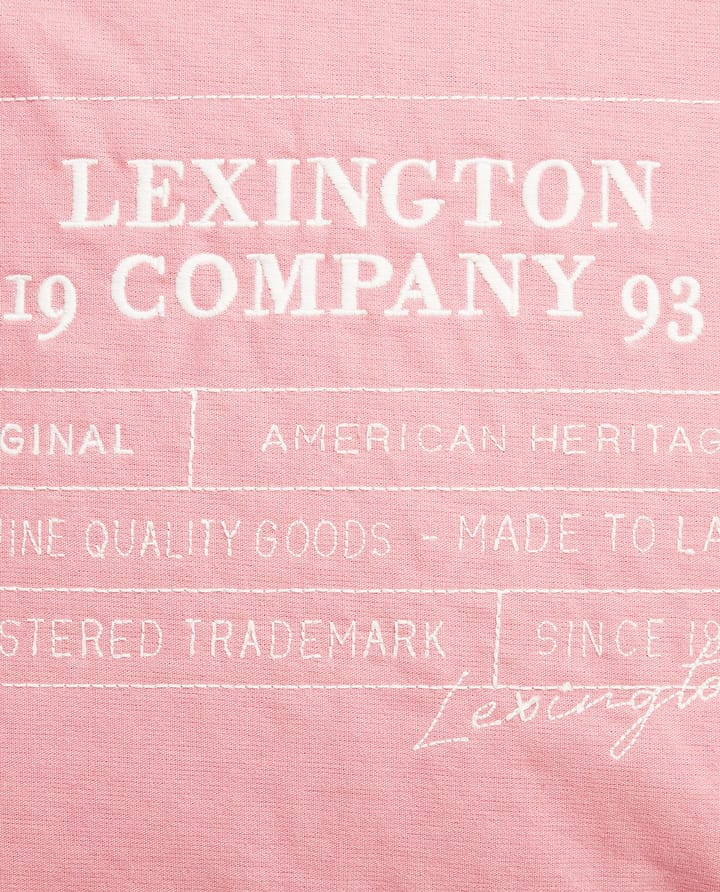 LEXINGTON
19 COMPANY 93
GINAL AMERICAN HERITAG
INE QUALITY GOODS - MADE TO LA
STERED TRADEMARK SINCE 19
Lexingto